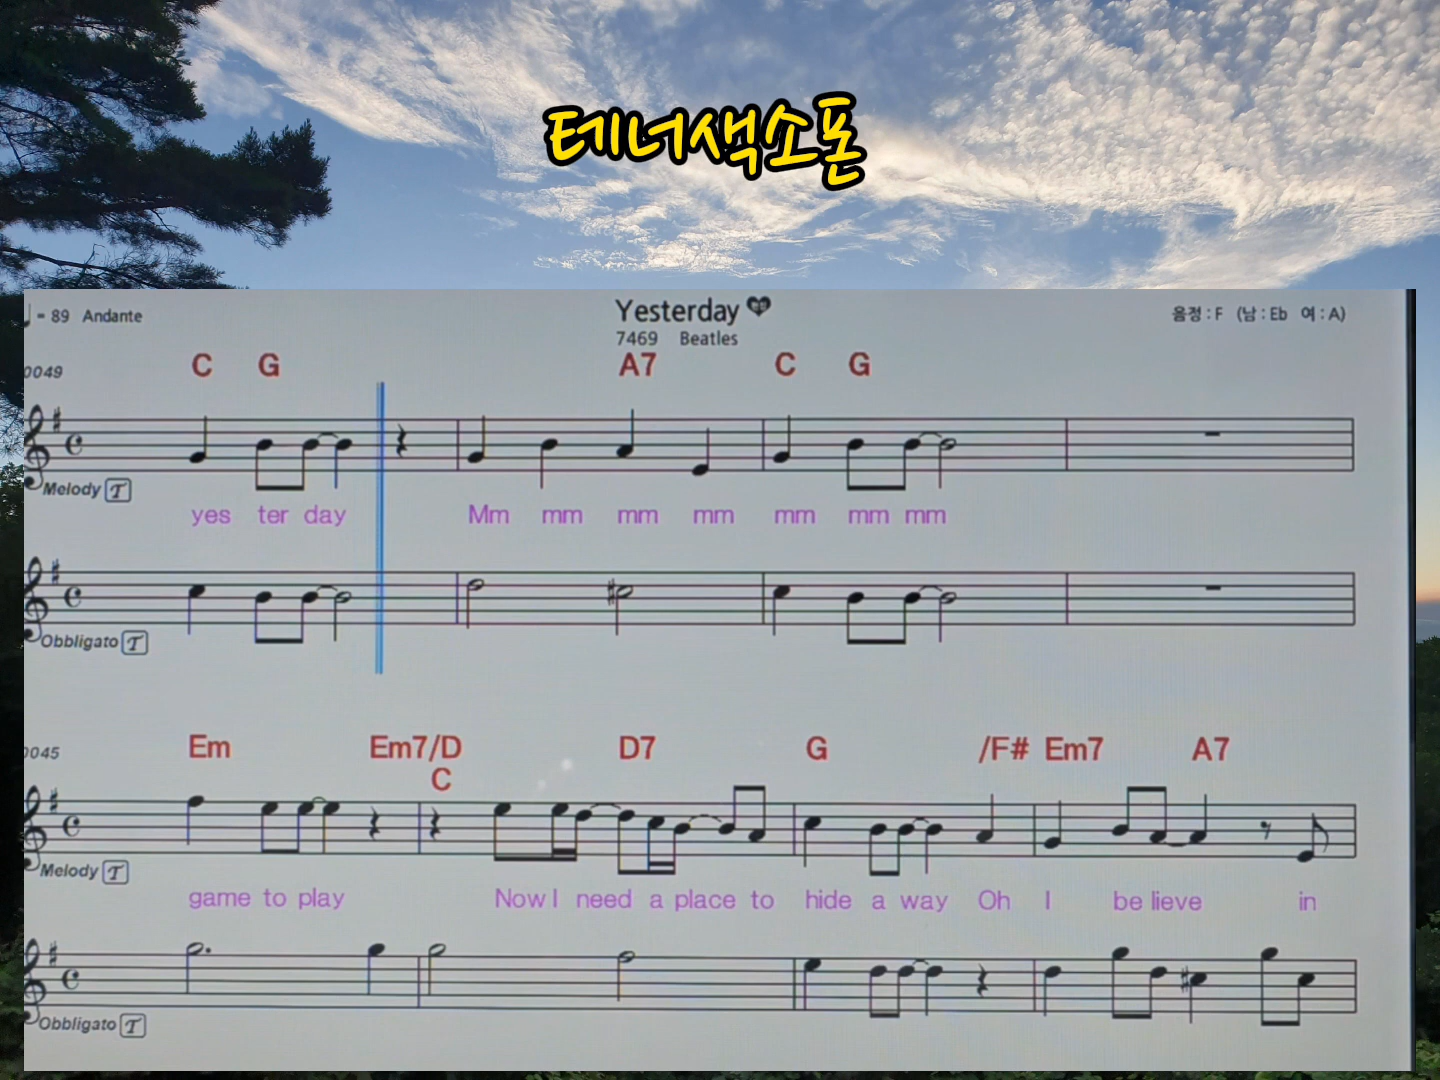 테너색소폰
= 89 Andante
Yesterday
음정 : F (남 : Eb 여 : A)
7469 Beatles
0049
C G A7 C G
Melody T
yes ter day Mm mm mm mm mm mm mm
Obbligato T
0045
Em Em7/D D7 G /F# Em7 A7
C
Melody T
game to play Now I need a place to hide a way Oh I be lieve in
Obbligato T